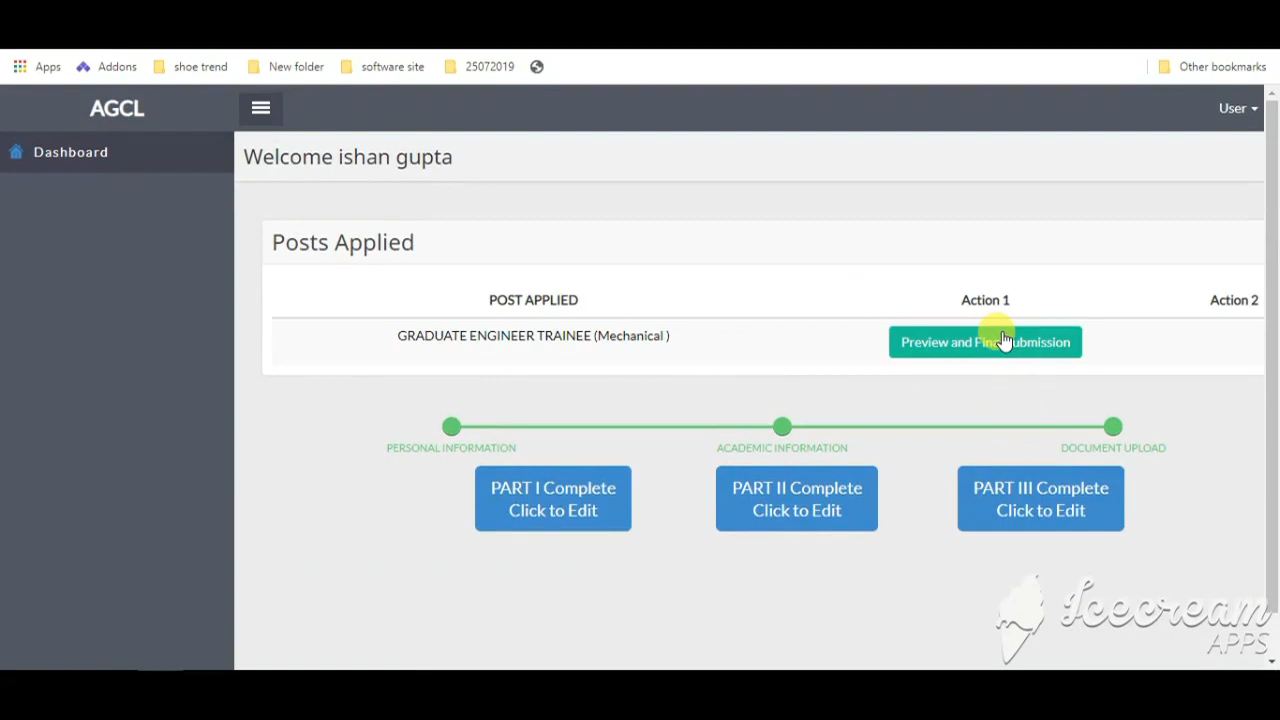 Apps Addons shoe trend New folder software site 25072019 Other bookmarks
AGCL User
Dashboard
Welcome ishan gupta
Posts Applied
POST APPLIED Action 1 Action 2
GRADUATE ENGINEER TRAINEE (Mechanical ) Preview and Final Submission
PERSONAL INFORMATION ACADEMIC INFORMATION DOCUMENT UPLOAD
PART I Complete
Click to Edit
PART II Complete
Click to Edit
PART III Complete
Click to Edit
Icecream
APPS